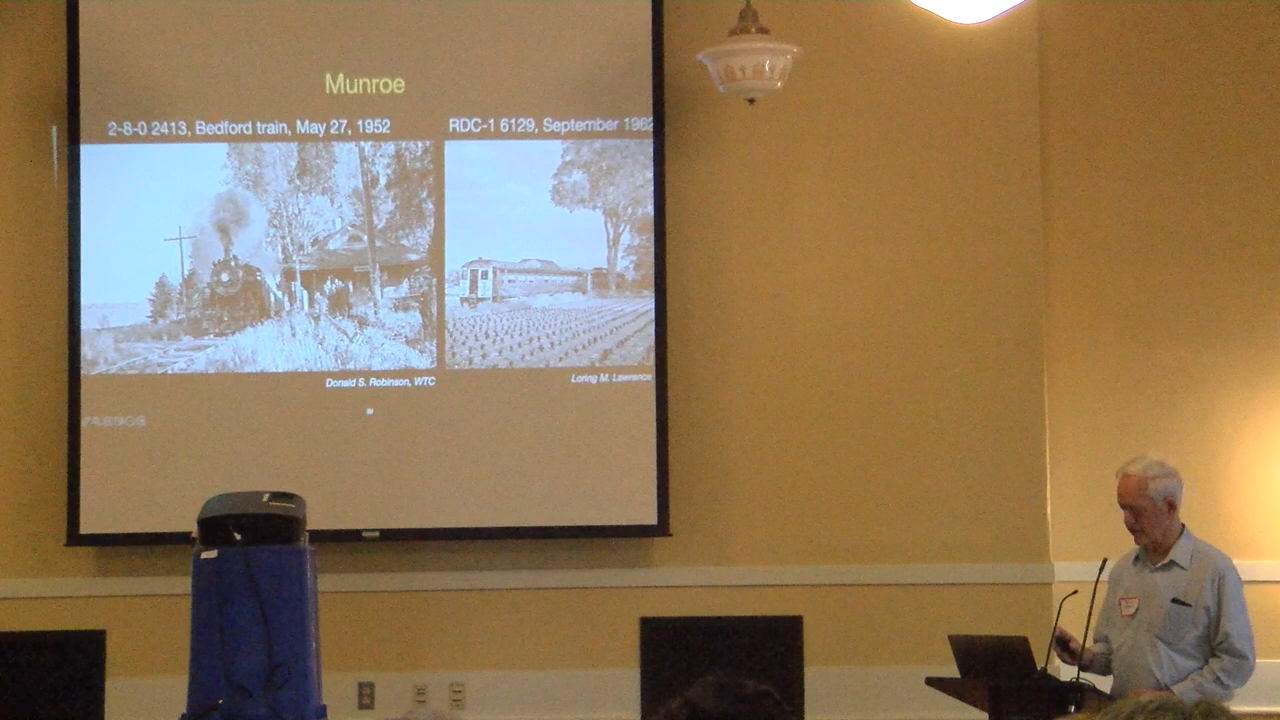 Munroe
2-8-0 2413, Bedford train, May 27, 1952
RDC-1 6129, September 1962
Donald S. Robinson, WTC
Loring M. Lawrence